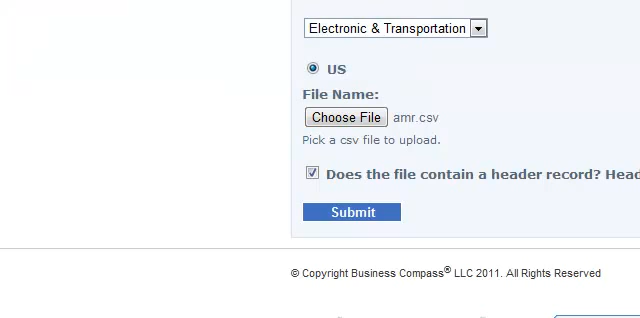 Electronic & Transportation
US
File Name:
Choose File amr.csv
Pick a csv file to upload.
Does the file contain a header record? Head
Submit
© Copyright Business Compass® LLC 2011. All Rights Reserved